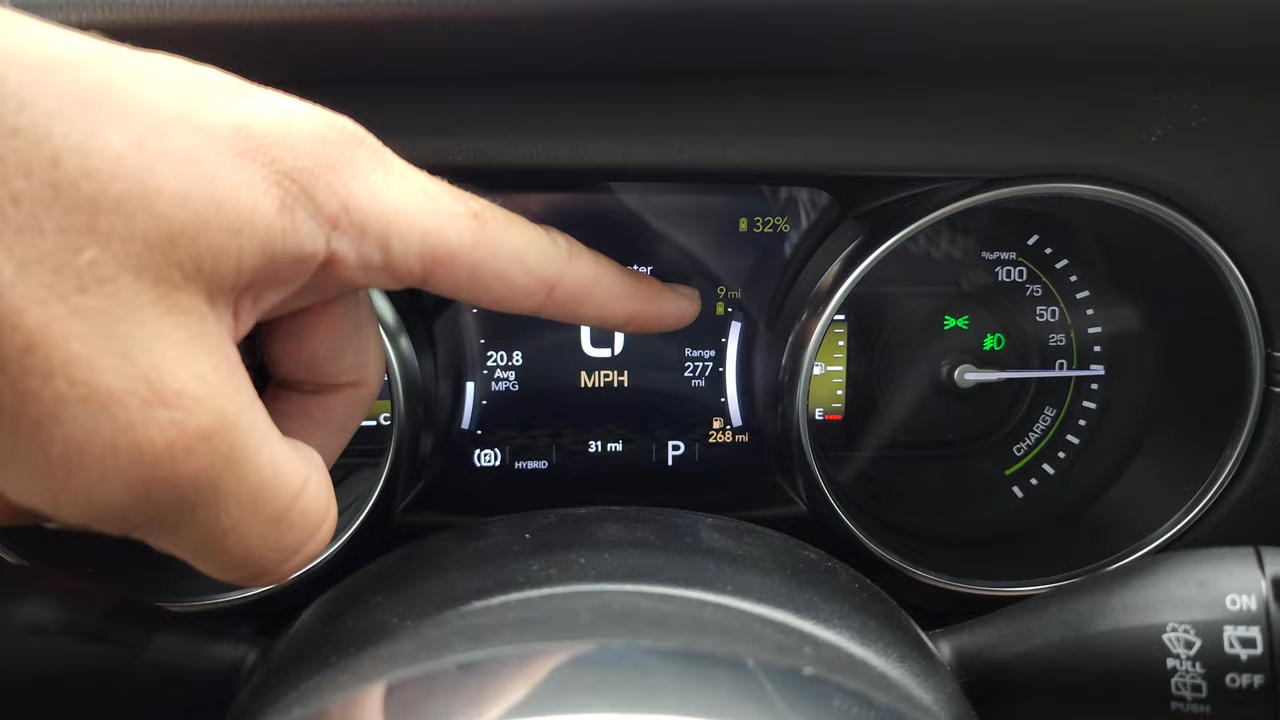 32%
9 mi
20.8
Avg
MPG
0
MPH
Range
277
mi
268 mi
31 mi
HYBRID
P
C
%PWR
100
75
50
25
0
CHARGE
E
ON
OFF
PULL
PUSH